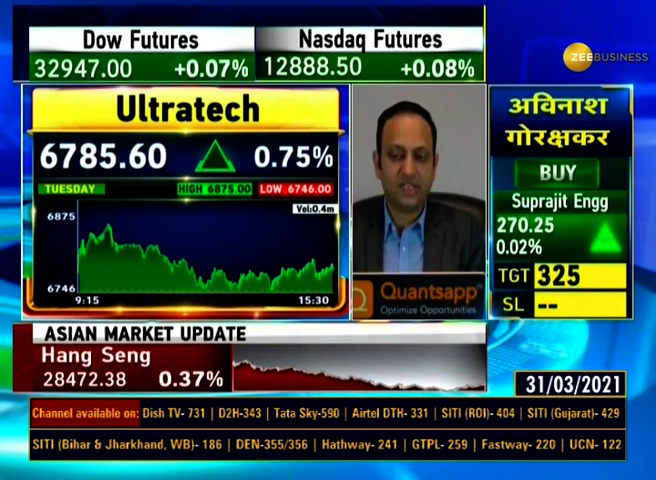 Dow Futures
32947.00 +0.07%
Nasdaq Futures
12888.50 +0.08%
ZEEBUSINESS
Ultratech
6785.60 0.75%
TUESDAY HIGH 6875.00 LOW 6746.00
Vol:0.4m
6875
6746
9:15 15:30
Quantsapp
Optimize Opportunities
अविनाश
गोरक्षकर
BUY
Suprajit Engg
270.25
0.02%
TGT 325
SL --
ASIAN MARKET UPDATE
Hang Seng
28472.38 0.37%
31/03/2021
Channel available on: Dish TV- 731 | D2H-343 | Tata Sky-590 | Airtel DTH- 331 | SITI (ROI)- 404 | SITI (Gujarat)- 429
SITI (Bihar & Jharkhand, WB)- 186 | DEN-355/356 | Hathway- 241 | GTPL- 259 | Fastway- 220 | UCN- 122